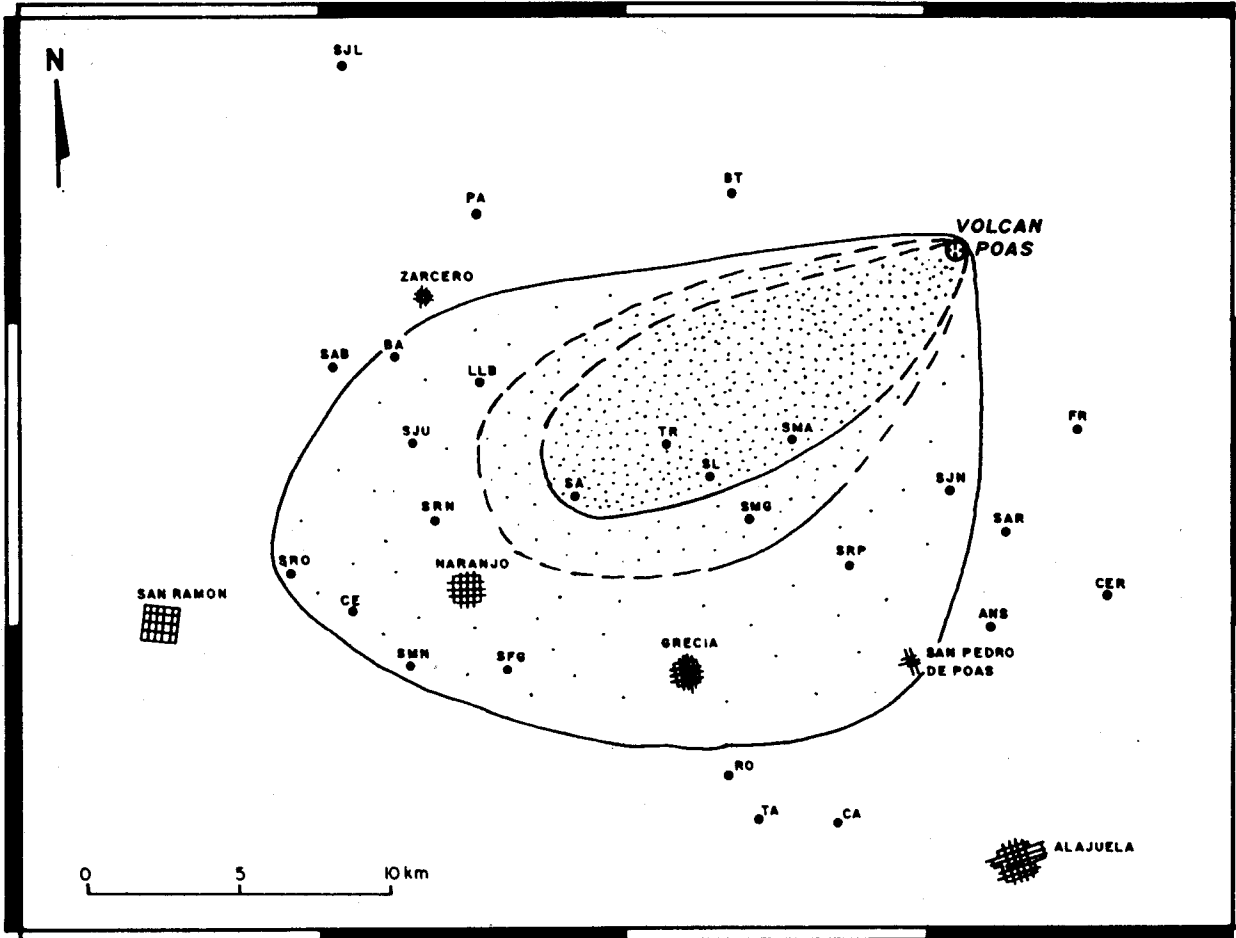 SJL
N
BT
PA
VOLCAN
POAS
ZARCERO
BA
SAB
LLB
FR
SJU
TR
SMA
SL
SJN
SA
SRN
SMG
SAR
SRP
SRO
NARANJO
CER
SAN RAMON
CE
ANS
GRECIA
SMN
SFG
SAN PEDRO
DE POAS
RO
TA
CA
ALAJUELA
0 5 10 km